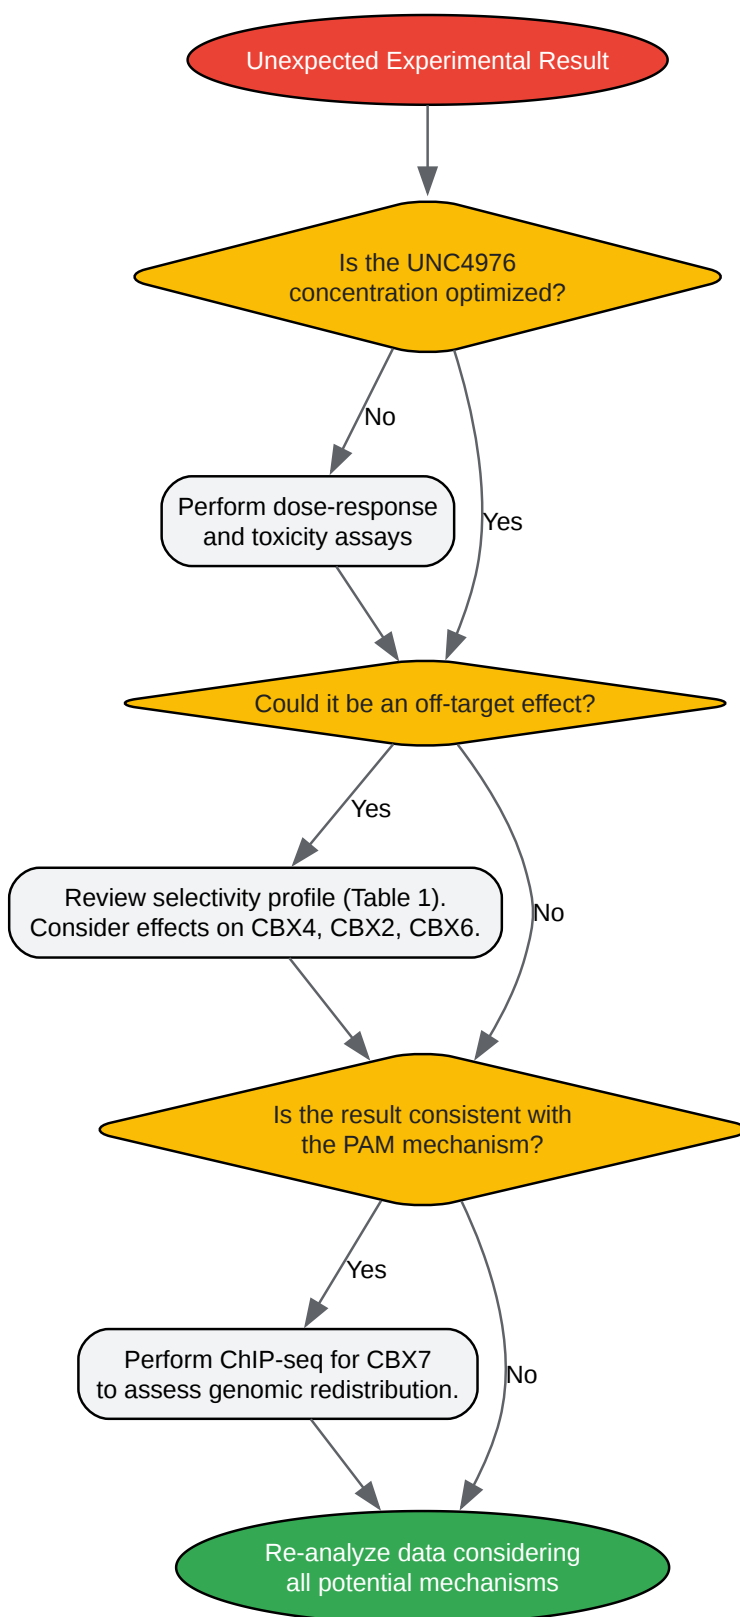 Unexpected Experimental Result
Is the UNC4976
concentration optimized?
No
Perform dose-response
and toxicity assays
Yes
Could it be an off-target effect?
Yes
Review selectivity profile (Table 1).
Consider effects on CBX4, CBX2, CBX6.
No
Is the result consistent with
the PAM mechanism?
Yes
Perform ChIP-seq for CBX7
to assess genomic redistribution.
No
Re-analyze data considering
all potential mechanisms